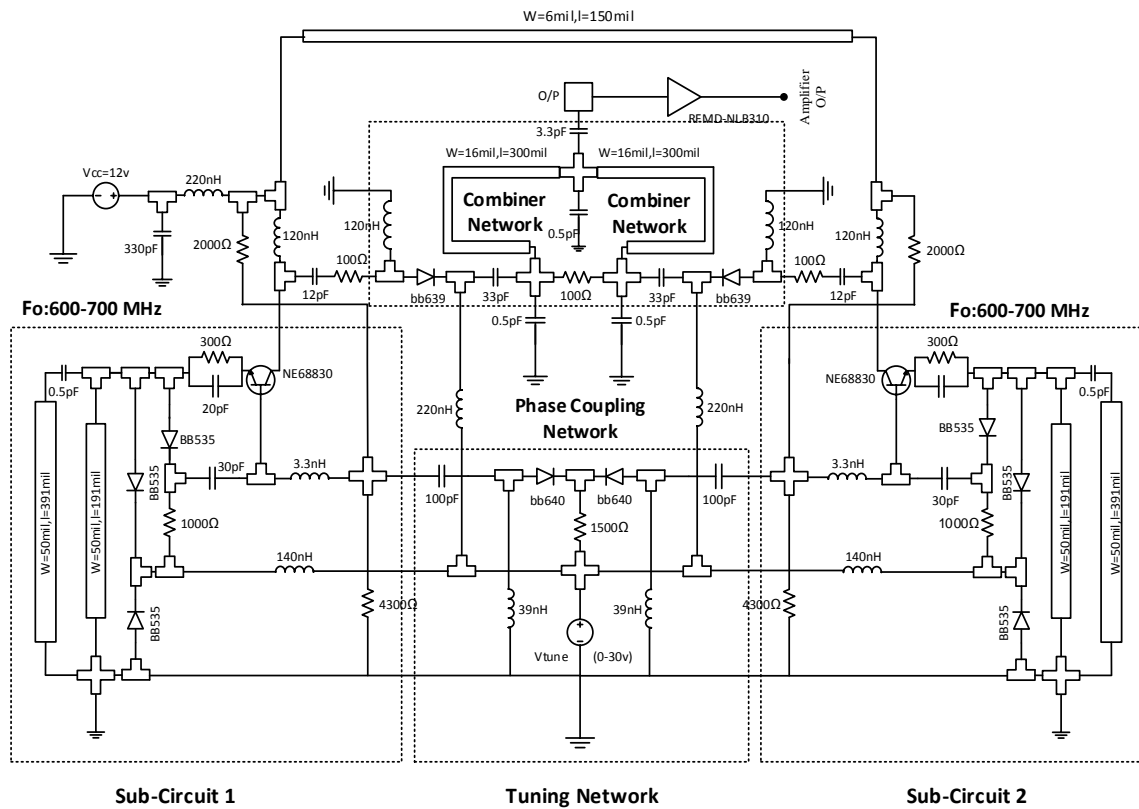 W=6mil,l=150mil
O/P
Amplifier
O/P
RFMD-NLB310
3.3pF
W=16mil,l=300mil
W=16mil,l=300mil
Vcc=12v
220nH
330pF
2000Ω
120nH
120nH
Combiner
Network
Combiner
Network
0.5pF
120nH
120nH
2000Ω
12pF
100Ω
bb639
33pF
100Ω
33pF
bb639
100Ω
12pF
0.5pF
0.5pF
Fo:600-700 MHz
Fo:600-700 MHz
300Ω
NE68830
20pF
0.5pF
BB535
30pF
3.3nH
BB535
1000Ω
W=50mil,l=391mil
W=50mil,l=191mil
140nH
BB535
4300Ω
220nH
Phase Coupling
Network
220nH
100pF
bb640
bb640
100pF
1500Ω
39nH
39nH
Vtune
(0-30v)
300Ω
NE68830
0.5pF
BB535
3.3nH
30pF
BB535
1000Ω
W=50mil,l=191mil
W=50mil,l=391mil
140nH
4300Ω
BB535
Sub-Circuit 1
Tuning Network
Sub-Circuit 2